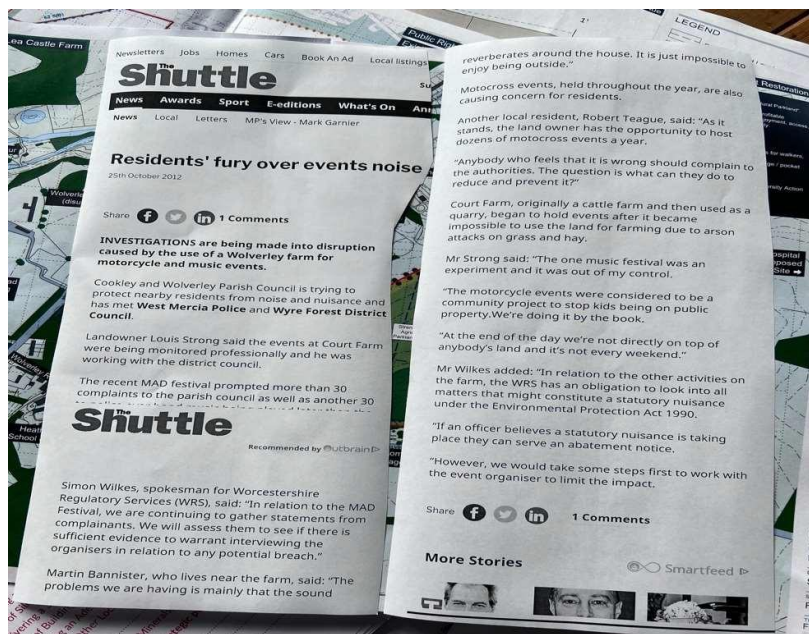 ea Castle Farm
Newsletters Jobs Homes Cars Book An Ad Local listings
The Shuttle
Su
News Awards Sport E-editions What's On Ann
News Local Letters MP's View - Mark Garnier
Residents' fury over events noise
25th October 2012
Share f in 1 Comments
INVESTIGATIONS are being made into disruption
caused by the use of a Wolverley farm for
motorcycle and music events.
Cookley and Wolverley Parish Council is trying to
protect nearby residents from noise and nuisance and
has met West Mercia Police and Wyre Forest District
Council.
Landowner Louis Strong said the events at Court Farm
were being monitored professionally and he was
working with the district council.
The recent MAD festival prompted more than 30
complaints to the parish council as well as another 30
The Shuttle
Recommended by Outbrain
Simon Wilkes, spokesman for Worcestershire
Regulatory Services (WRS), said: "In relation to the MAD
Festival, we are continuing to gather statements from
complainants. We will assess them to see if there is
sufficient evidence to warrant interviewing the
organisers in relation to any potential breach."
Martin Bannister, who lives near the farm, said: "The
problems we are having is mainly that the sound
reverberates around the house. It is just impossible to
enjoy being outside."
Motocross events, held throughout the year, are also
causing concern for residents.
Another local resident, Robert Teague, said: "As it
stands, the land owner has the opportunity to host
dozens of motocross events a year.
"Anybody who feels that it is wrong should complain to
the authorities. The question is what can they do to
reduce and prevent it?"
Court Farm, originally a cattle farm and then used as a
quarry, began to hold events after it became
impossible to use the land for farming due to arson
attacks on grass and hay.
Mr Strong said: "The one music festival was an
experiment and it was out of my control.
"The motorcycle events were considered to be a
community project to stop kids being on public
property.We're doing it by the book.
"At the end of the day we're not directly on top of
anybody's land and it's not every weekend."
Mr Wilkes added: "In relation to the other activities on
the farm, the WRS has an obligation to look into all
matters that might constitute a statutory nuisance
under the Environmental Protection Act 1990.
"If an officer believes a statutory nuisance is taking
place they can serve an abatement notice.
"However, we would take some steps first to work with
the event organiser to limit the impact.
Share f in 1 Comments
More Stories
Smartfeed
LEGEND
Public Rig
Restoration
for walkers,
ospital
oposed
Site
Wolverle
(disu
Wolverley R
Heat
School